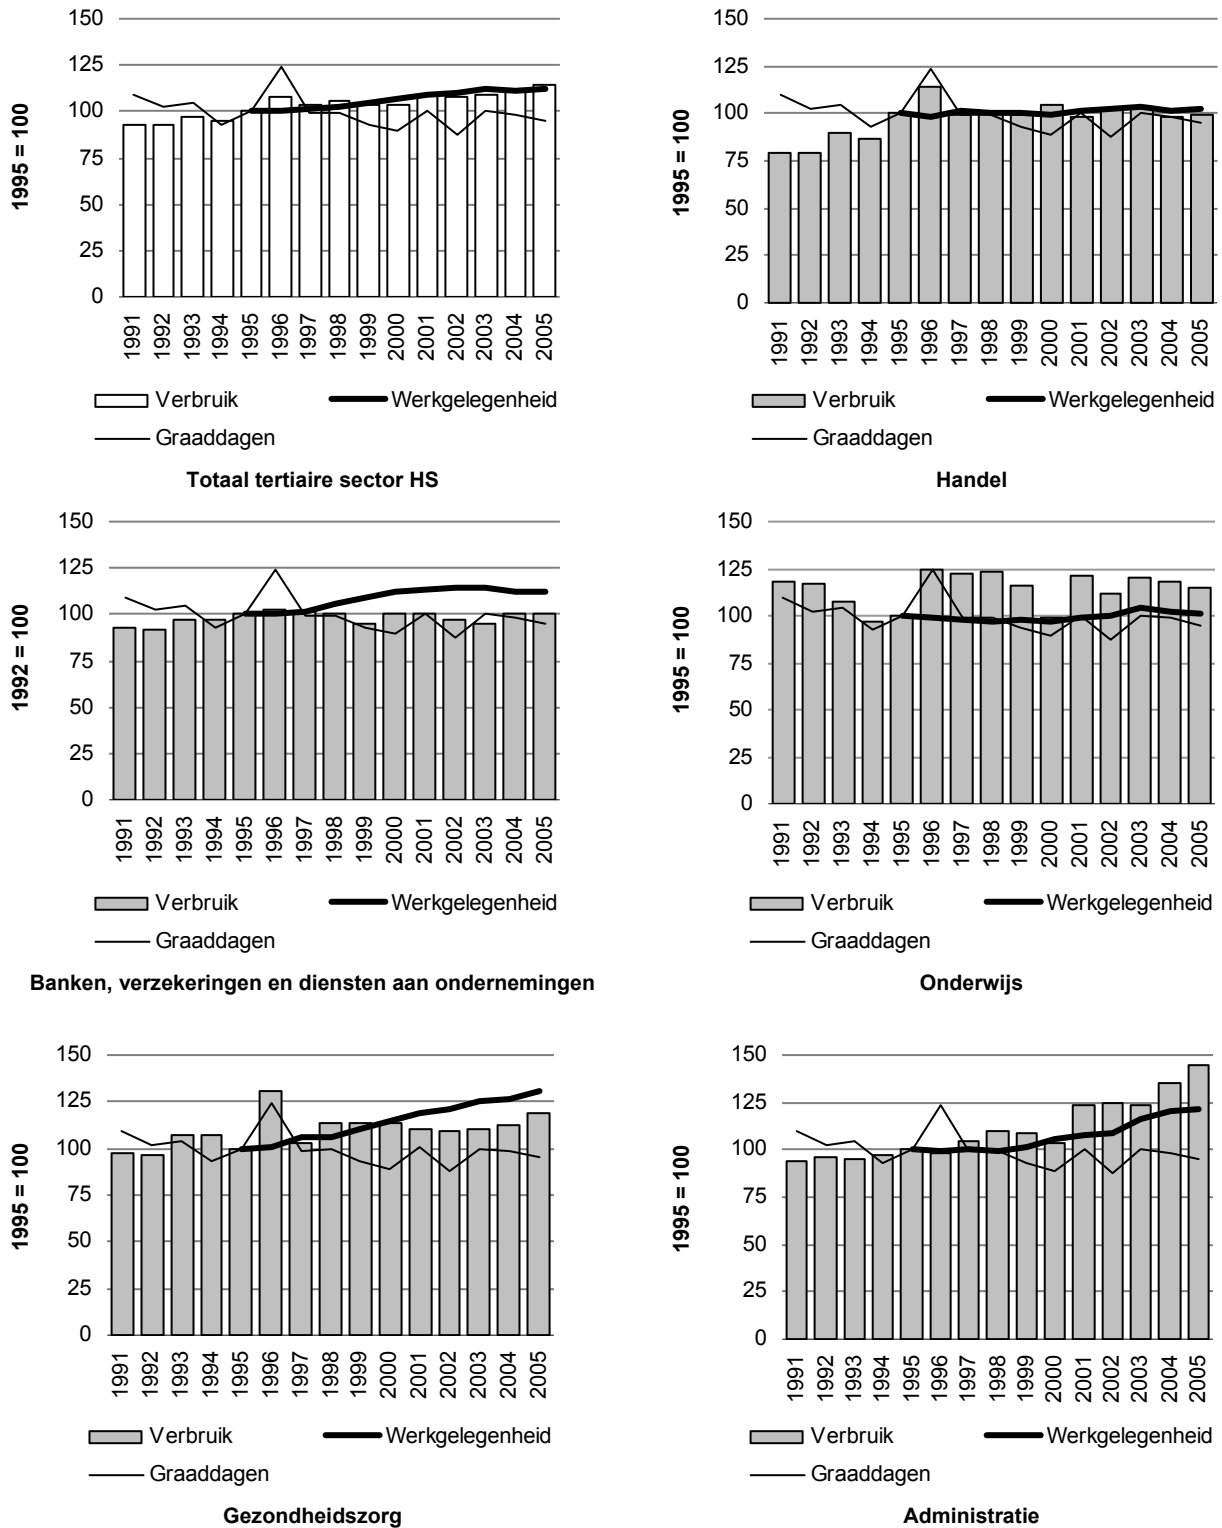 150
125
100
75
50
25
0
1995 = 100
1991 1992 1993 1994 1995 1996 1997 1998 1999 2000 2001 2002 2003 2004 2005
Verbruik Werkgelegenheid
Graaddagen
Totaal tertiaire sector HS
150
125
100
75
50
25
0
1995 = 100
1991 1992 1993 1994 1995 1996 1997 1998 1999 2000 2001 2002 2003 2004 2005
Verbruik Werkgelegenheid
Graaddagen
Handel
150
125
100
75
50
25
0
1992 = 100
1991 1992 1993 1994 1995 1996 1997 1998 1999 2000 2001 2002 2003 2004 2005
Verbruik Werkgelegenheid
Graaddagen
Banken, verzekeringen en diensten aan ondernemingen
150
125
100
75
50
25
0
1995 = 100
1991 1992 1993 1994 1995 1996 1997 1998 1999 2000 2001 2002 2003 2004 2005
Verbruik Werkgelegenheid
Graaddagen
Onderwijs
150
125
100
75
50
25
0
1995 = 100
1991 1992 1993 1994 1995 1996 1997 1998 1999 2000 2001 2002 2003 2004 2005
Verbruik Werkgelegenheid
Graaddagen
Gezondheidszorg
150
125
100
75
50
25
0
1995 = 100
1991 1992 1993 1994 1995 1996 1997 1998 1999 2000 2001 2002 2003 2004 2005
Verbruik Werkgelegenheid
Graaddagen
Administratie